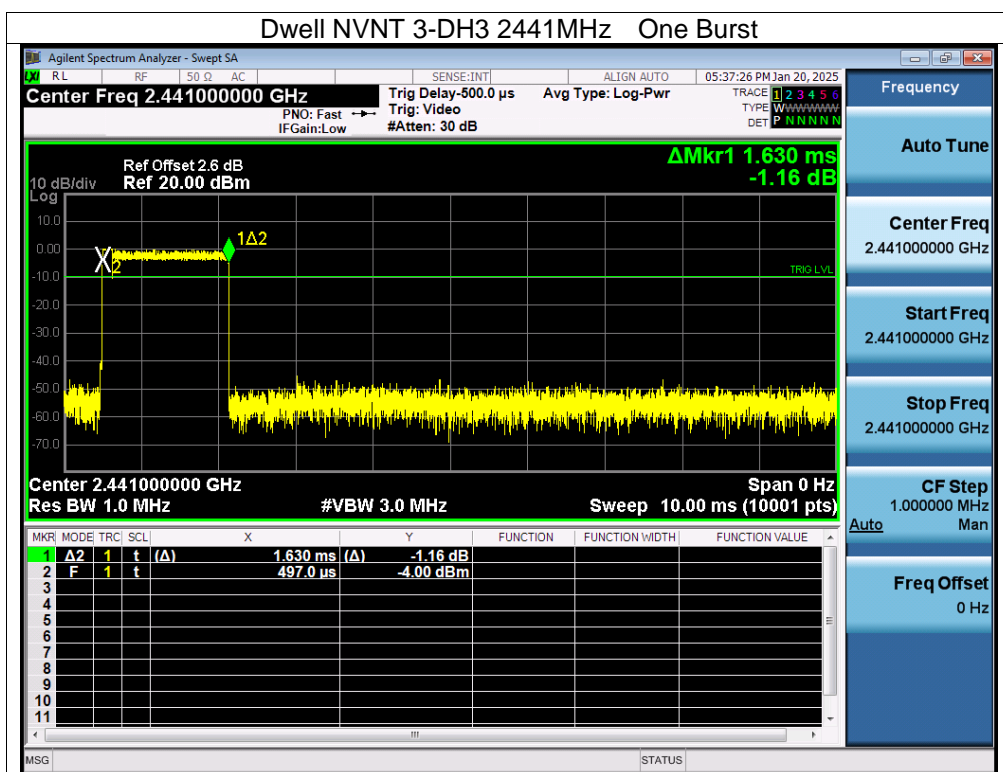 Dwell NVNT 3-DH3 2441MHz One Burst
Agilent Spectrum Analyzer - Swept SA
LXI RL RF 50 Ω AC SENSE:INT ALIGN AUTO 05:37:26 PM Jan 20, 2025
Center Freq 2.441000000 GHz
PNO: Fast
IFGain:Low
Trig Delay-500.0 µs
Trig: Video
#Atten: 30 dB
Avg Type: Log-Pwr
TRACE 1 2 3 4 5 6
TYPE WWWWWW
DET P N N N N N
Ref Offset 2.6 dB
10 dB/div Ref 20.00 dBm
Log
ΔMkr1 1.630 ms
-1.16 dB
10.0
0.00
-10.0
-20.0
-30.0
-40.0
-50.0
-60.0
-70.0
1Δ2
2
TRIG LVL
Center 2.441000000 GHz Span 0 Hz
Res BW 1.0 MHz #VBW 3.0 MHz Sweep 10.00 ms (10001 pts)
MKR MODE TRC SCL X Y FUNCTION FUNCTION WIDTH FUNCTION VALUE
1 Δ2 1 t (Δ) 1.630 ms (Δ) -1.16 dB
2 F 1 t 497.0 µs -4.00 dBm
3
4
5
6
7
8
9
10
11
MSG STATUS
Frequency
Auto Tune
Center Freq
2.441000000 GHz
Start Freq
2.441000000 GHz
Stop Freq
2.441000000 GHz
CF Step
1.000000 MHz
Auto Man
Freq Offset
0 Hz